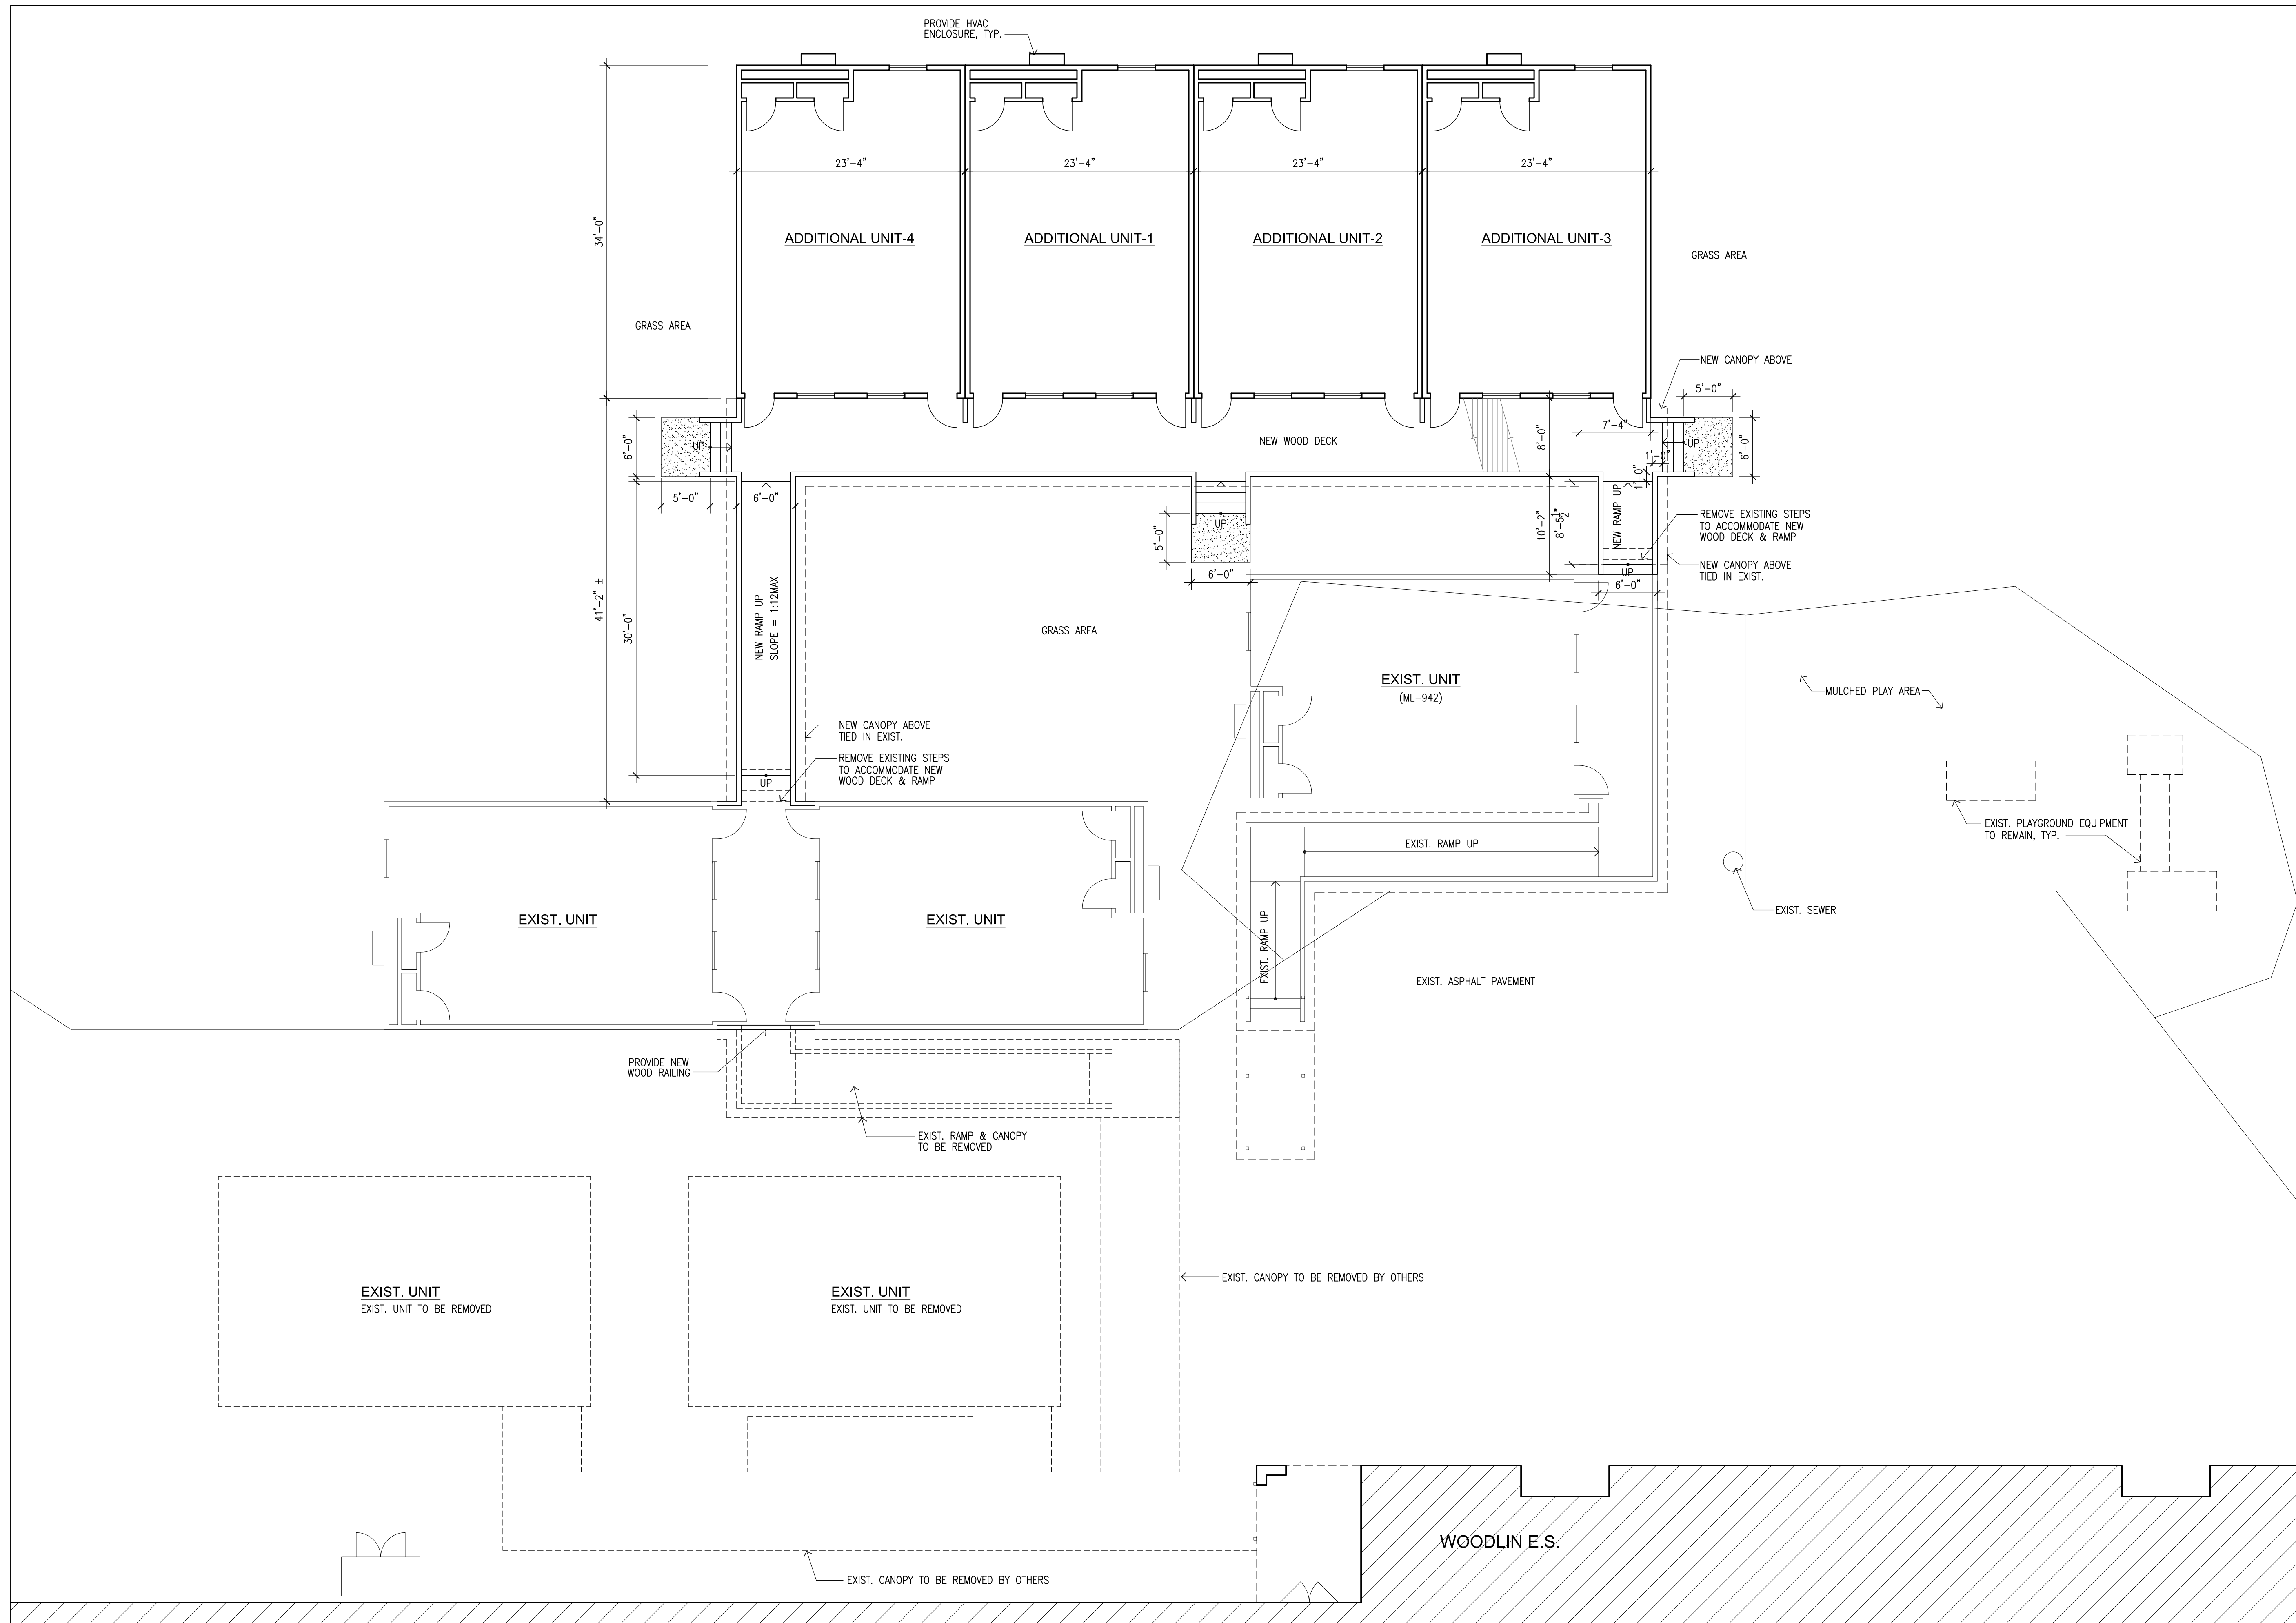 PROVIDE HVAC
ENCLOSURE, TYP.
23'-4"
23'-4"
23'-4"
23'-4"
34'-0"
ADDITIONAL UNIT-4
ADDITIONAL UNIT-1
ADDITIONAL UNIT-2
ADDITIONAL UNIT-3
GRASS AREA
GRASS AREA
NEW CANOPY ABOVE
5'-0"
7'-4"
6'-0"
UP
NEW WOOD DECK
8'-0"
UP
1'-0"
6'-0"
1'-0"
5'-0"
6'-0"
UP
5'-0"
6'-0"
10'-2"
8'-5 1/2"
NEW RAMP UP
UP
6'-0"
REMOVE EXISTING STEPS
TO ACCOMMODATE NEW
WOOD DECK & RAMP
NEW CANOPY ABOVE
TIED IN EXIST.
41'-2" ±
30'-0"
NEW RAMP UP
SLOPE = 1:12MAX
GRASS AREA
EXIST. UNIT
(ML-942)
MULCHED PLAY AREA
NEW CANOPY ABOVE
TIED IN EXIST.
REMOVE EXISTING STEPS
TO ACCOMMODATE NEW
WOOD DECK & RAMP
UP
EXIST. PLAYGROUND EQUIPMENT
TO REMAIN, TYP.
EXIST. RAMP UP
EXIST. SEWER
EXIST. UNIT
EXIST. UNIT
EXIST. RAMP UP
EXIST. ASPHALT PAVEMENT
PROVIDE NEW
WOOD RAILING
EXIST. RAMP & CANOPY
TO BE REMOVED
EXIST. UNIT
EXIST. UNIT TO BE REMOVED
EXIST. UNIT
EXIST. UNIT TO BE REMOVED
EXIST. CANOPY TO BE REMOVED BY OTHERS
WOODLIN E.S.
EXIST. CANOPY TO BE REMOVED BY OTHERS